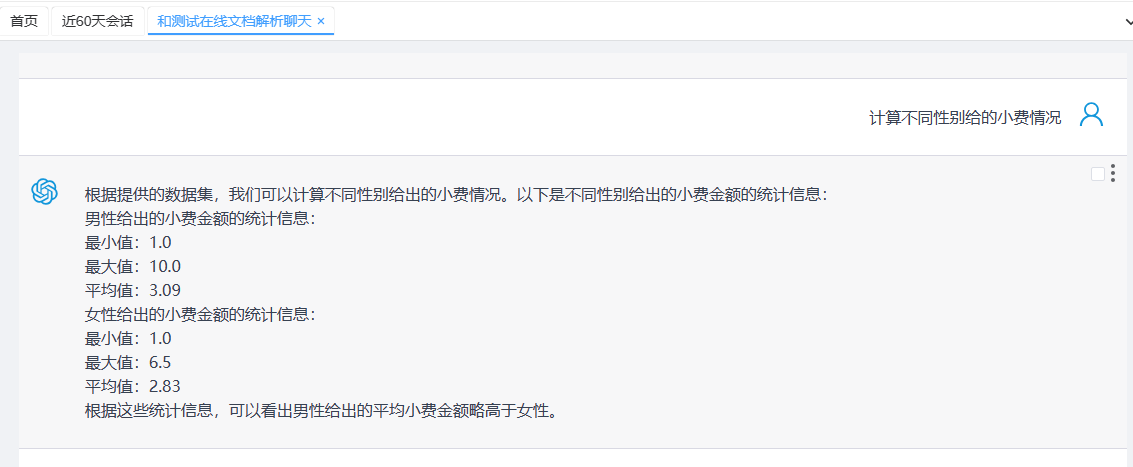 首页 近60天会话 和测试在线文档解析聊天 ×
计算不同性别给的小费情况
根据提供的数据集，我们可以计算不同性别给出的小费情况。以下是不同性别给出的小费金额的统计信息：
男性给出的小费金额的统计信息：
最小值：1.0
最大值：10.0
平均值：3.09
女性给出的小费金额的统计信息：
最小值：1.0
最大值：6.5
平均值：2.83
根据这些统计信息，可以看出男性给出的平均小费金额略高于女性。